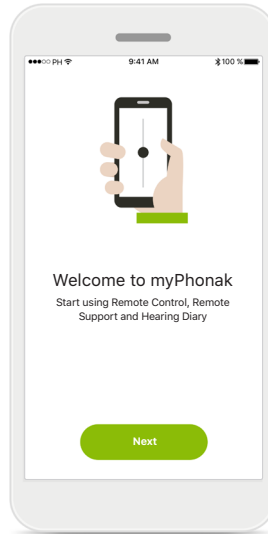 ●●●○○ PH 9:41 AM 100 %
Welcome to myPhonak
Start using Remote Control, Remote
Support and Hearing Diary
Next